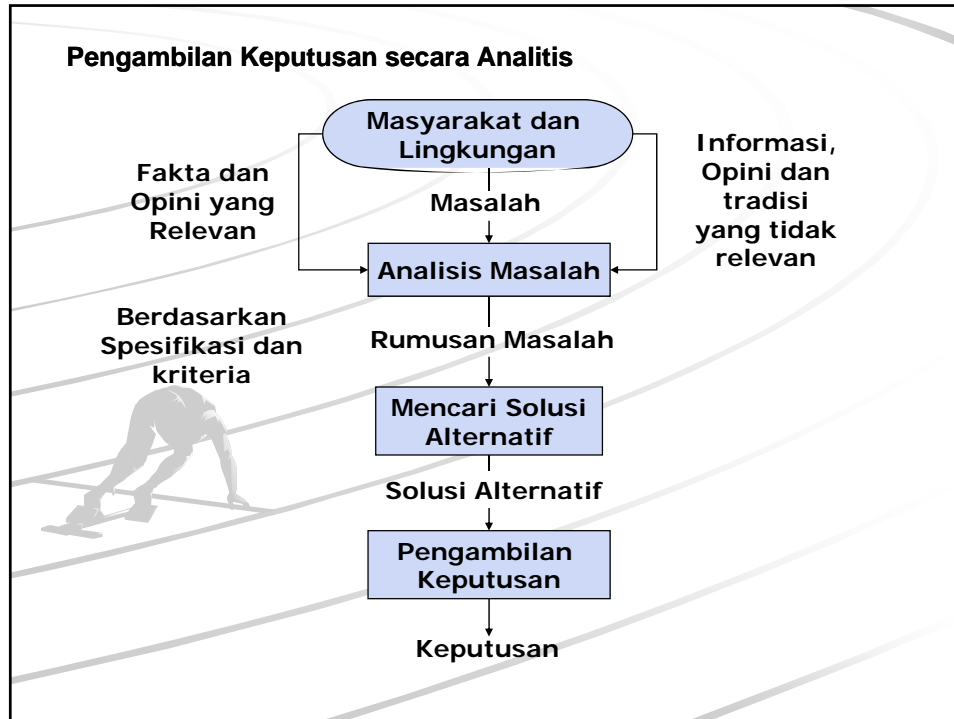 Pengambilan Keputusan secara Analitis
Masyarakat dan
Lingkungan
Fakta dan
Opini yang
Relevan
Masalah
Informasi,
Opini dan
tradisi
yang tidak
relevan
Analisis Masalah
Berdasarkan
Spesifikasi dan
kriteria
Rumusan Masalah
Mencari Solusi
Alternatif
Solusi Alternatif
Pengambilan
Keputusan
Keputusan